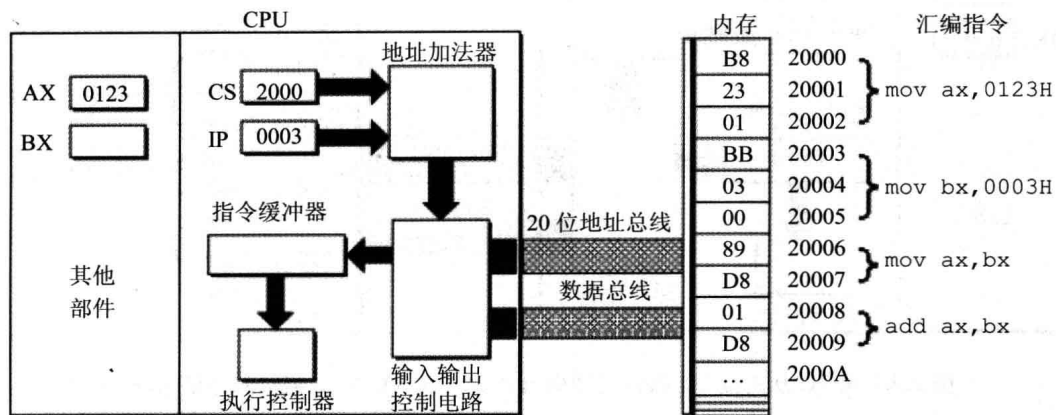 CPU
内存
汇编指令
地址加法器
AX 0123
BX
CS 2000
IP 0003
指令缓冲器
其他
部件
执行控制器
输入输出
控制电路
20 位地址总线
数据总线
B8 20000
23 20001 mov ax,0123H
01 20002
BB 20003
03 20004 mov bx,0003H
00 20005
89 20006
mov ax,bx
D8 20007
01 20008
add ax,bx
D8 20009
… 2000A